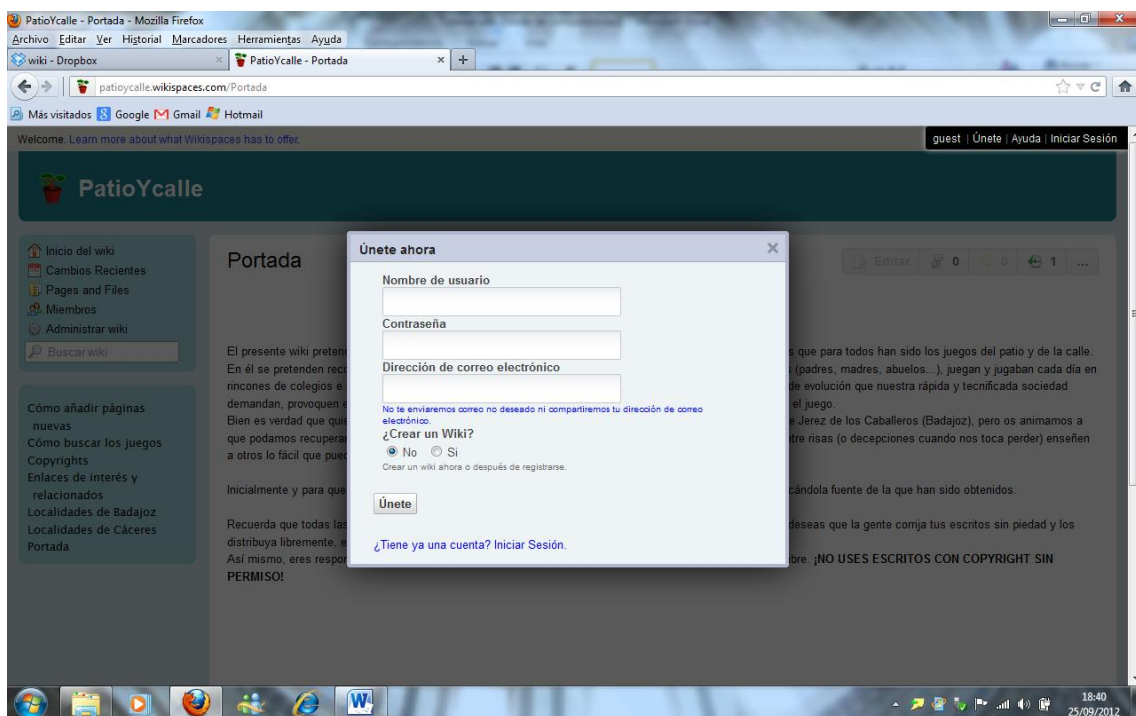 PatioYcalle - Portada - Mozilla Firefox
Archivo Editar Ver Historial Marcadores Herramientas Ayuda
wiki - Dropbox
PatioYcalle - Portada
patioycalle.wikispaces.com/Portada
Más visitados Google Gmail Hotmail
Welcome. Learn more about what Wikispaces has to offer.
guest | Únete | Ayuda | Iniciar Sesión
PatioYcalle
Inicio del wiki
Cambios Recientes
Pages and Files
Miembros
Administrar wiki
Buscar wiki
Cómo añadir páginas
nuevas
Cómo buscar los juegos
Copyrights
Enlaces de interés y
relacionados
Localidades de Badajoz
Localidades de Cáceres
Portada
Portada
Editar 0 0 1 ...
Únete ahora
Nombre de usuario
Contraseña
Dirección de correo electrónico
No te enviaremos correo no deseado ni compartiremos tu dirección de correo
electrónico.
¿Crear un Wiki?
No Si
Crear un wiki ahora o después de registrarse.
Únete
¿Tiene ya una cuenta? Iniciar Sesión.
El presente wiki s que para todos han sido los juegos del patio y de la calle.
En él se pretenden (padres, madres, abuelos...), juegan y jugaban cada día en
rincones de colegios e de evolución que nuestra rápida y tecnificada sociedad
demandan, provoquen el juego.
Bien es verdad que Jerez de los Caballeros (Badajoz), pero os animamos a
que podamos risas (o decepciones cuando nos toca perder) enseñen
a otros lo fácil que
Inicialmente y para que fuente de la que han sido obtenidos.
Recuerda que todas deseas que la gente corrija tus escritos sin piedad y los
distribuya libremente,
Así mismo, eres ¡NO USES ESCRITOS CON COPYRIGHT SIN
PERMISO!
18:40
25/09/2012